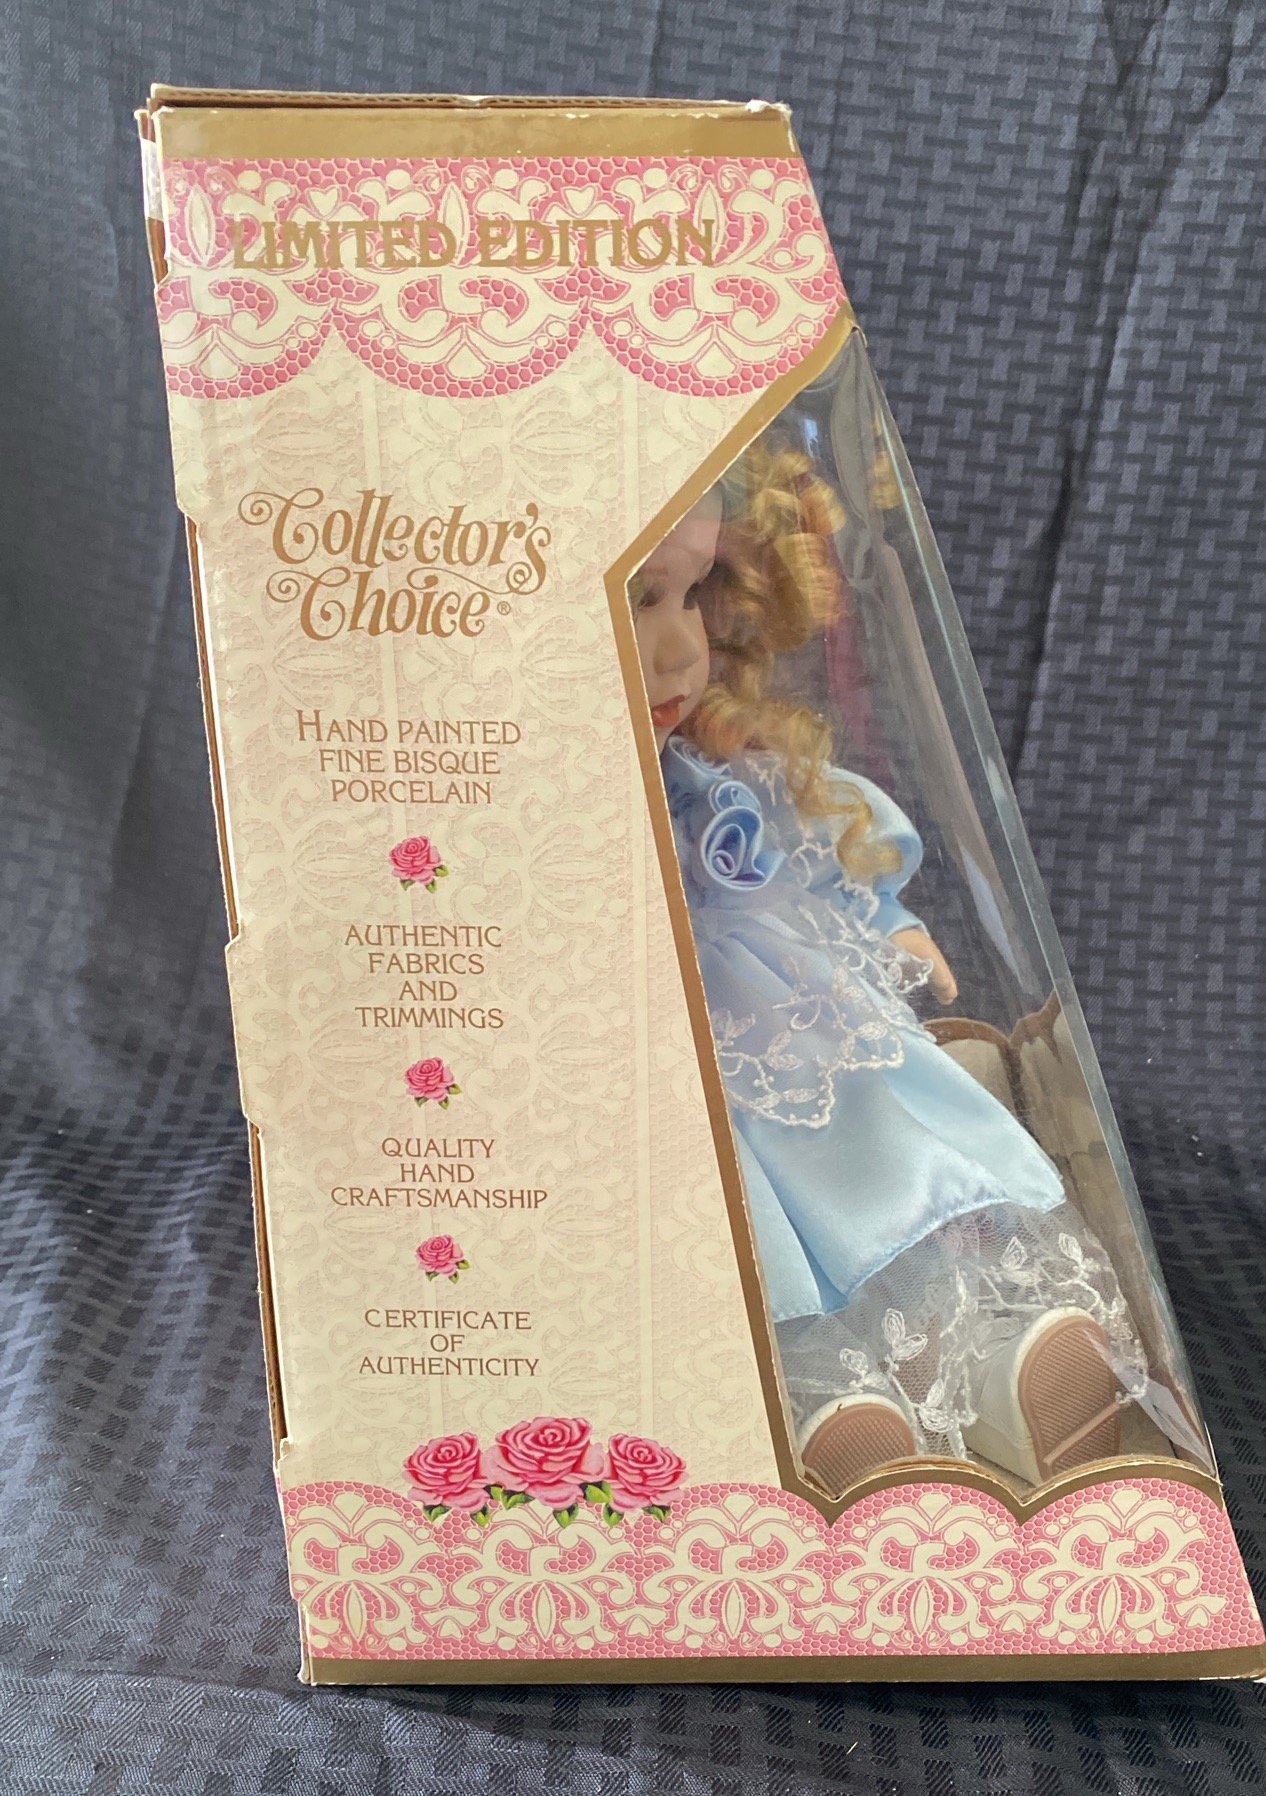 LIMITED EDITION
Collector's
Choice®
HAND PAINTED
FINE BISQUE
PORCELAIN
AUTHENTIC
FABRICS
AND
TRIMMINGS
QUALITY
HAND
CRAFTSMANSHIP
CERTIFICATE
OF
AUTHENTICITY